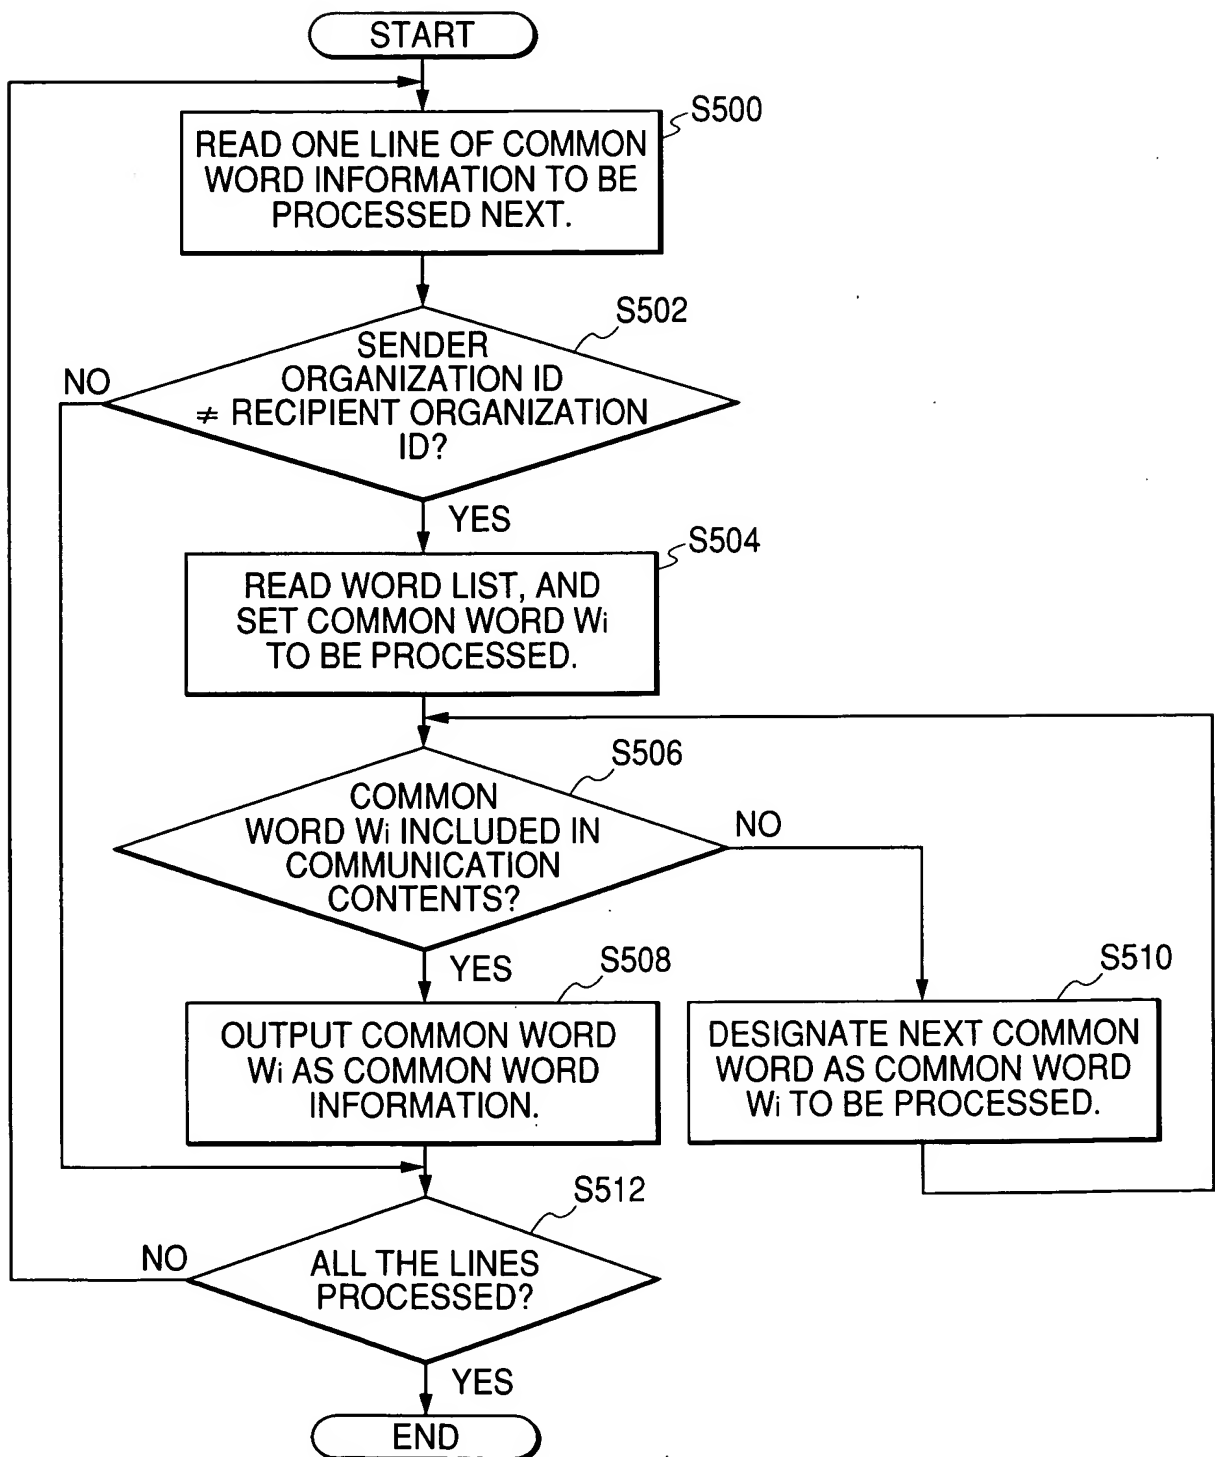 START
S500
READ ONE LINE OF COMMON
WORD INFORMATION TO BE
PROCESSED NEXT.
S502
SENDER
ORGANIZATION ID
≠ RECIPIENT ORGANIZATION
ID?
NO
YES
S504
READ WORD LIST, AND
SET COMMON WORD Wi
TO BE PROCESSED.
S506
COMMON
WORD Wi INCLUDED IN
COMMUNICATION
CONTENTS?
NO
YES
S508
OUTPUT COMMON WORD
Wi AS COMMON WORD
INFORMATION.
S510
DESIGNATE NEXT COMMON
WORD AS COMMON WORD
Wi TO BE PROCESSED.
S512
ALL THE LINES
PROCESSED?
NO
YES
END